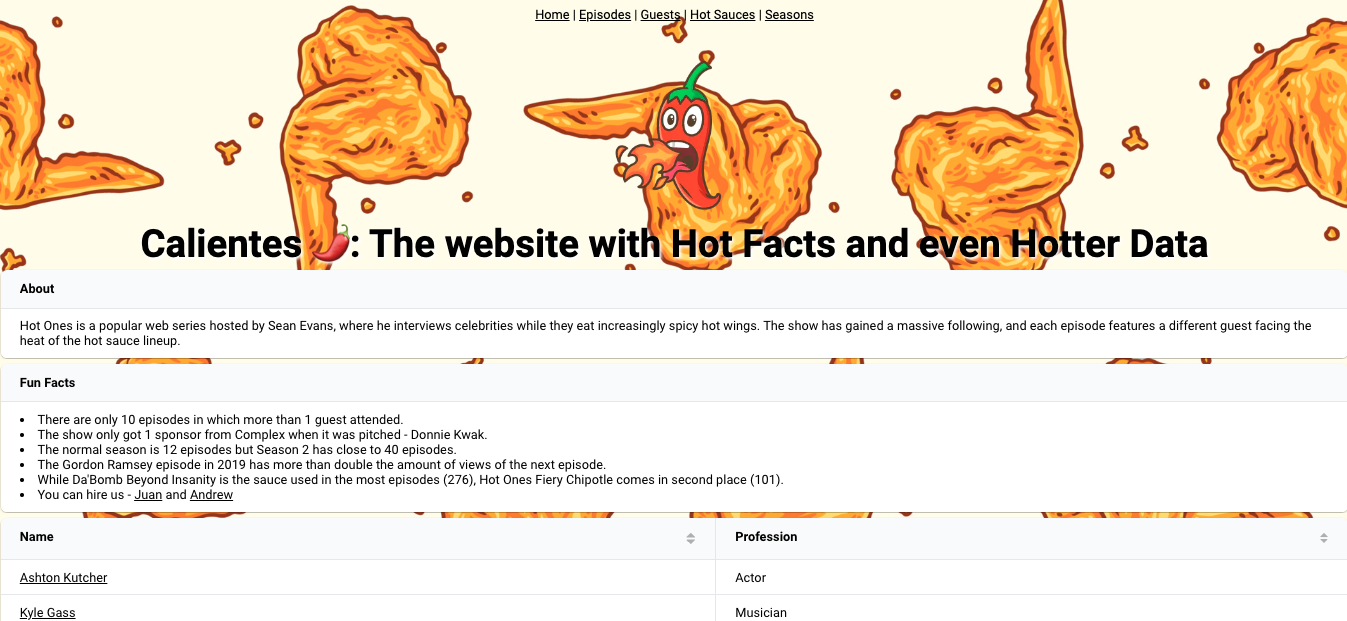 Home | Episodes | Guests | Hot Sauces | Seasons
Calientes🌶️: The website with Hot Facts and even Hotter Data
About
Hot Ones is a popular web series hosted by Sean Evans, where he interviews celebrities while they eat increasingly spicy hot wings. The show has gained a massive following, and each episode features a different guest facing the
heat of the hot sauce lineup.
Fun Facts
• There are only 10 episodes in which more than 1 guest attended.
• The show only got 1 sponsor from Complex when it was pitched - Donnie Kwak.
• The normal season is 12 episodes but Season 2 has close to 40 episodes.
• The Gordon Ramsey episode in 2019 has more than double the amount of views of the next episode.
• While Da'Bomb Beyond Insanity is the sauce used in the most episodes (276), Hot Ones Fiery Chipotle comes in second place (101).
• You can hire us - Juan and Andrew
Name Profession
Ashton Kutcher Actor
Kyle Gass Musician